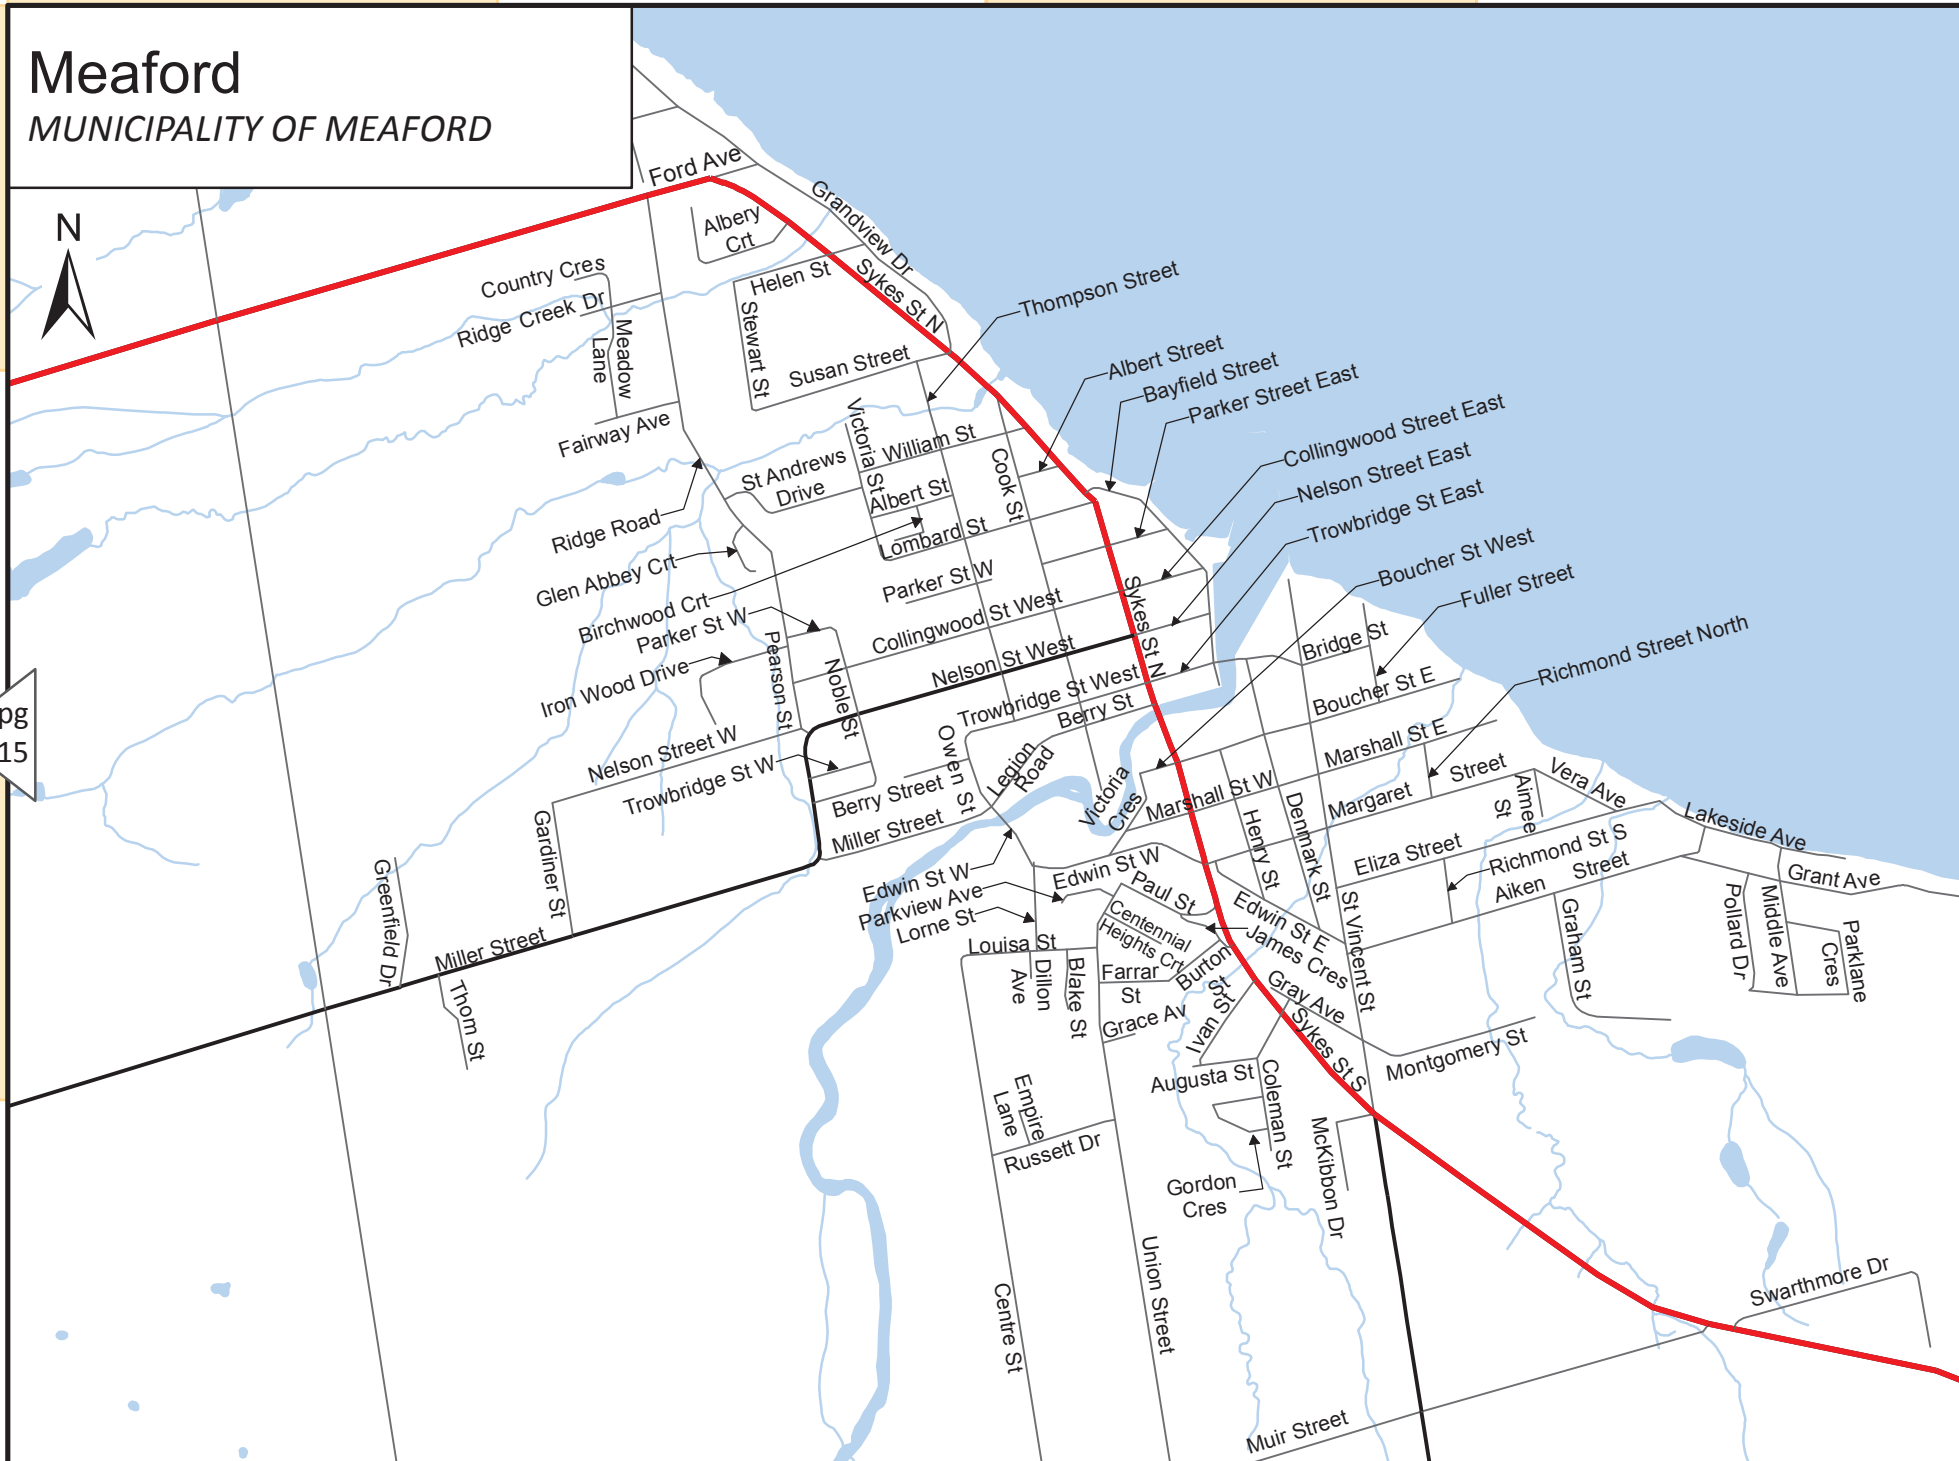 Meaford
MUNICIPALITY OF MEAFORD
N
pg
15
Ford Ave
Grandview Dr
Albery
Crt
Helen St
Sykes St N
Country Cres
Ridge Creek Dr
Meadow
Lane
Stewart St
Susan Street
Thompson Street
Albert Street
Bayfield Street
Parker Street East
Collingwood Street East
Nelson Street East
Trowbridge St East
Boucher St West
Fuller Street
Richmond Street North
Fairway Ave
Victoria St
William St
St Andrews
Drive
Albert St
Cook St
Lombard St
Ridge Road
Glen Abbey Crt
Birchwood Crt
Parker St W
Parker St W
Iron Wood Drive
Pearson St
Noble St
Collingwood St West
Nelson St West
Sykes St N
Trowbridge St West
Berry St
Bridge St
Boucher St E
Nelson Street W
Trowbridge St W
Owen St
Legion
Road
Berry Street
Miller Street
Victoria
Cres
Marshall St W
Marshall St E
Margaret
Street
Aimee
St
Vera Ave
Lakeside Ave
Gardiner St
Greenfield Dr
Miller Street
Thom St
Henry St
Denmark St
Eliza Street
Richmond St S
Aiken
Street
Grant Ave
Pollard Dr
Middle Ave
Parklane
Cres
Edwin St W
Parkview Ave
Lorne St
Edwin St W
Paul St
Centennial
Heights Crt
Edwin St E
James Cres
St Vincent St
Graham St
Louisa St
Dillon
Ave
Blake St
Farrar
St
Burton
St
Grace Av
Ivan St
Gray Ave
Sykes St S
Montgomery St
Augusta St
Coleman St
Empire
Lane
Russett Dr
Gordon
Cres
McKibbon Dr
Union Street
Centre St
Swarthmore Dr
Muir Street